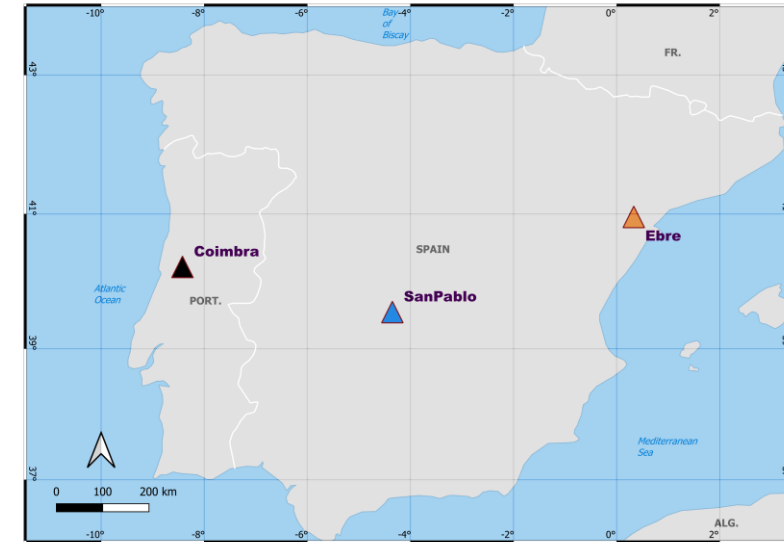 -10°
-8°
-6°
-4°
-2°
0°
2°
Bay
of
Biscay
FR.
43°
41°
Ebre
Coimbra
SPAIN
Atlantic
Ocean
PORT.
SanPablo
39°
Mediterranean
Sea
37°
0 100 200 km
ALG.
-10°
-8°
-6°
-4°
-2°
0°
2°